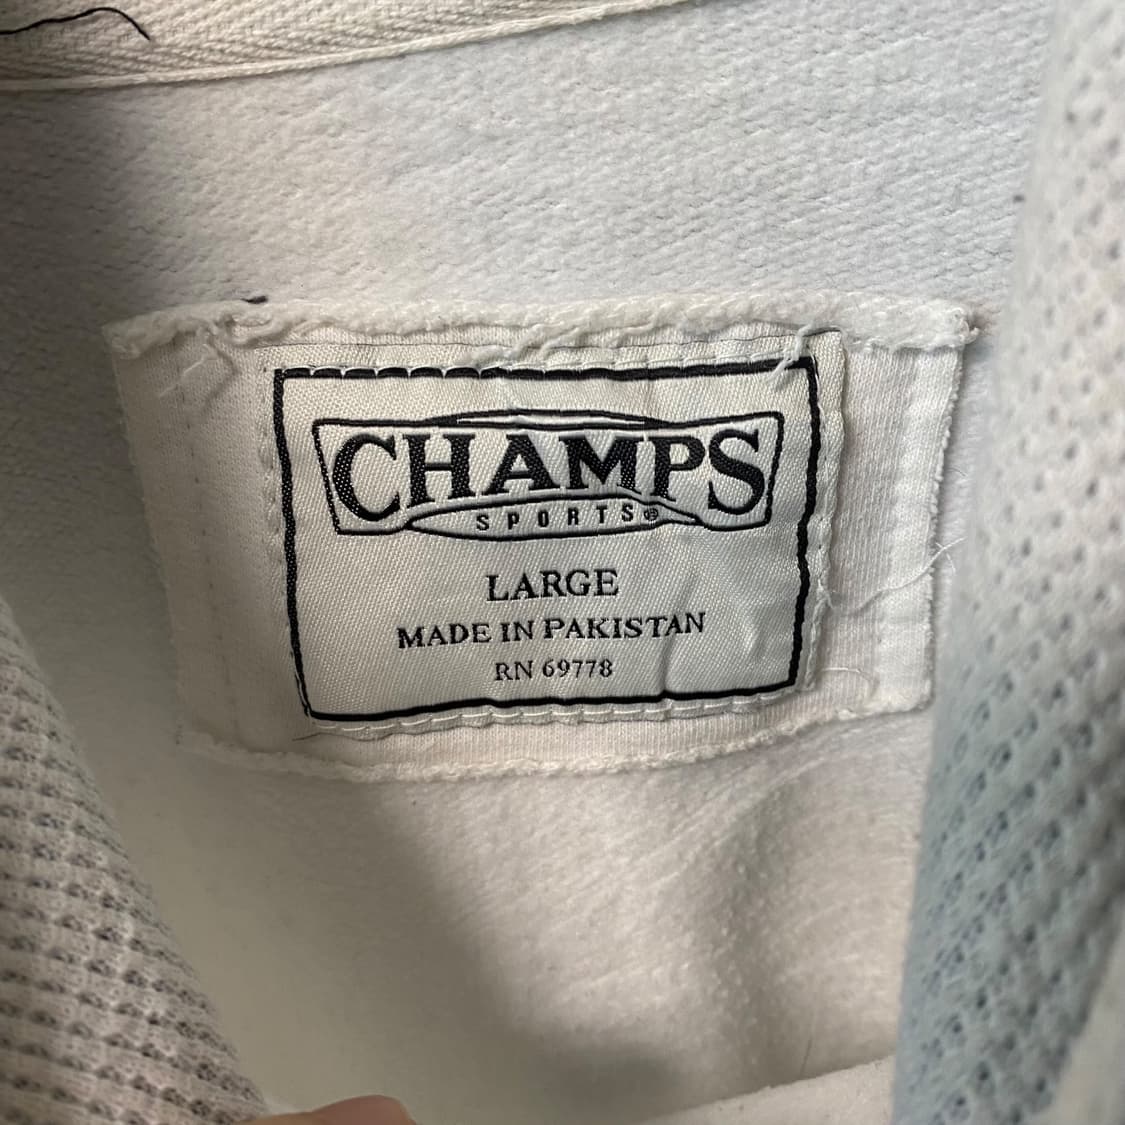 CHAMPS
SPORTS®
LARGE
MADE IN PAKISTAN
RN 69778